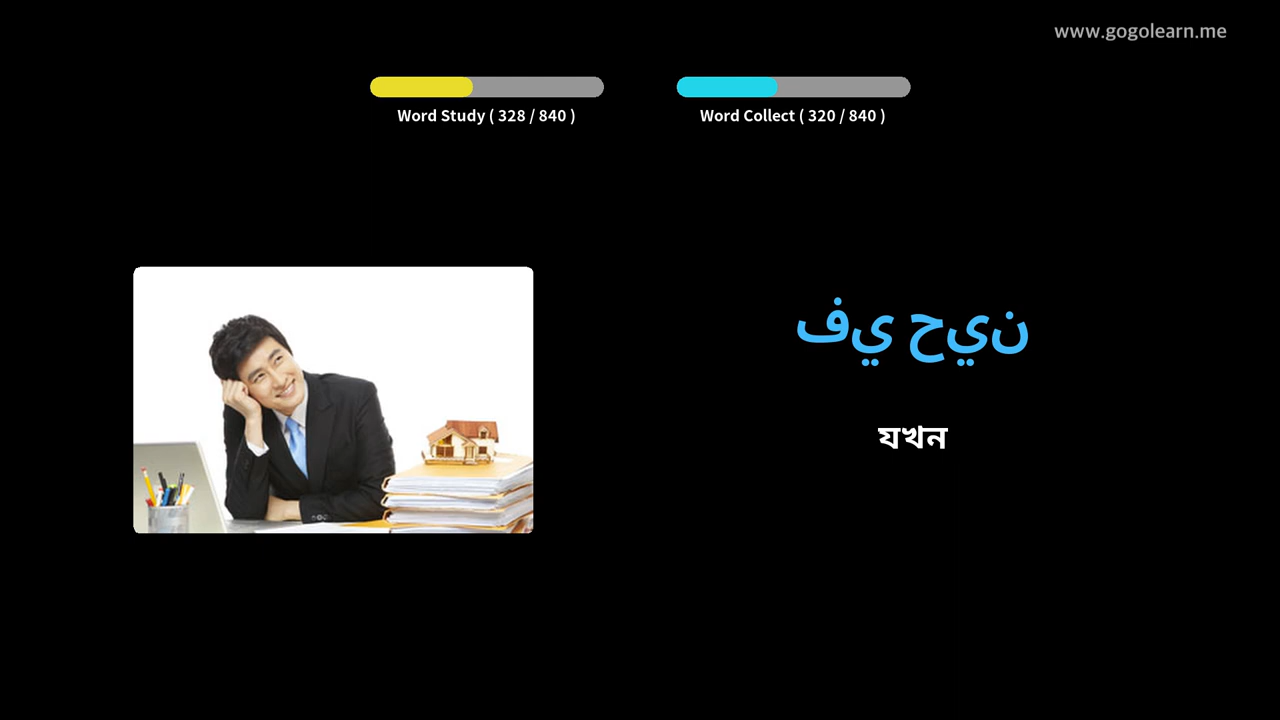 www.gogolearn.me
Word Study ( 328 / 840 )
Word Collect ( 320 / 840 )
في حين
যখন